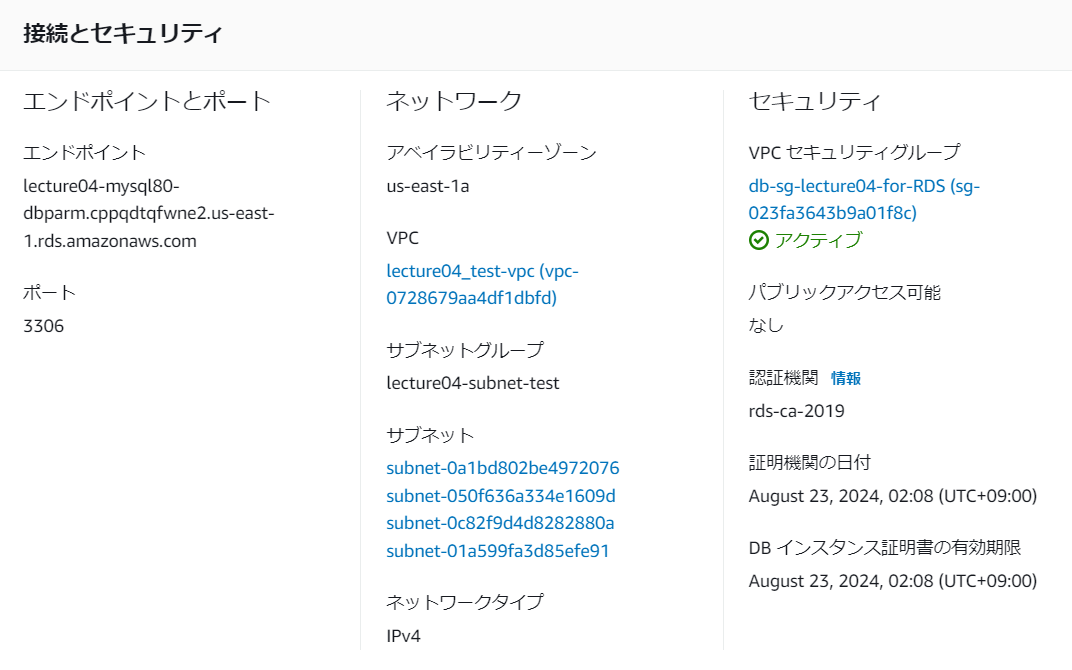 接続とセキュリティ
エンドポイントとポート
エンドポイント
lecture04-mysql80-
dbparm.cppqdtqfwne2.us-east-
1.rds.amazonaws.com
ポート
3306
ネットワーク
アベイラビリティーゾーン
us-east-1a
VPC
lecture04_test-vpc (vpc-
0728679aa4df1dbfd)
サブネットグループ
lecture04-subnet-test
サブネット
subnet-0a1bd802be4972076
subnet-050f636a334e1609d
subnet-0c82f9d4d8282880a
subnet-01a599fa3d85efe91
ネットワークタイプ
IPv4
セキュリティ
VPC セキュリティグループ
db-sg-lecture04-for-RDS (sg-
023fa3643b9a01f8c)
アクティブ
パブリックアクセス可能
なし
認証機関 情報
rds-ca-2019
証明機関の日付
August 23, 2024, 02:08 (UTC+09:00)
DB インスタンス証明書の有効期限
August 23, 2024, 02:08 (UTC+09:00)